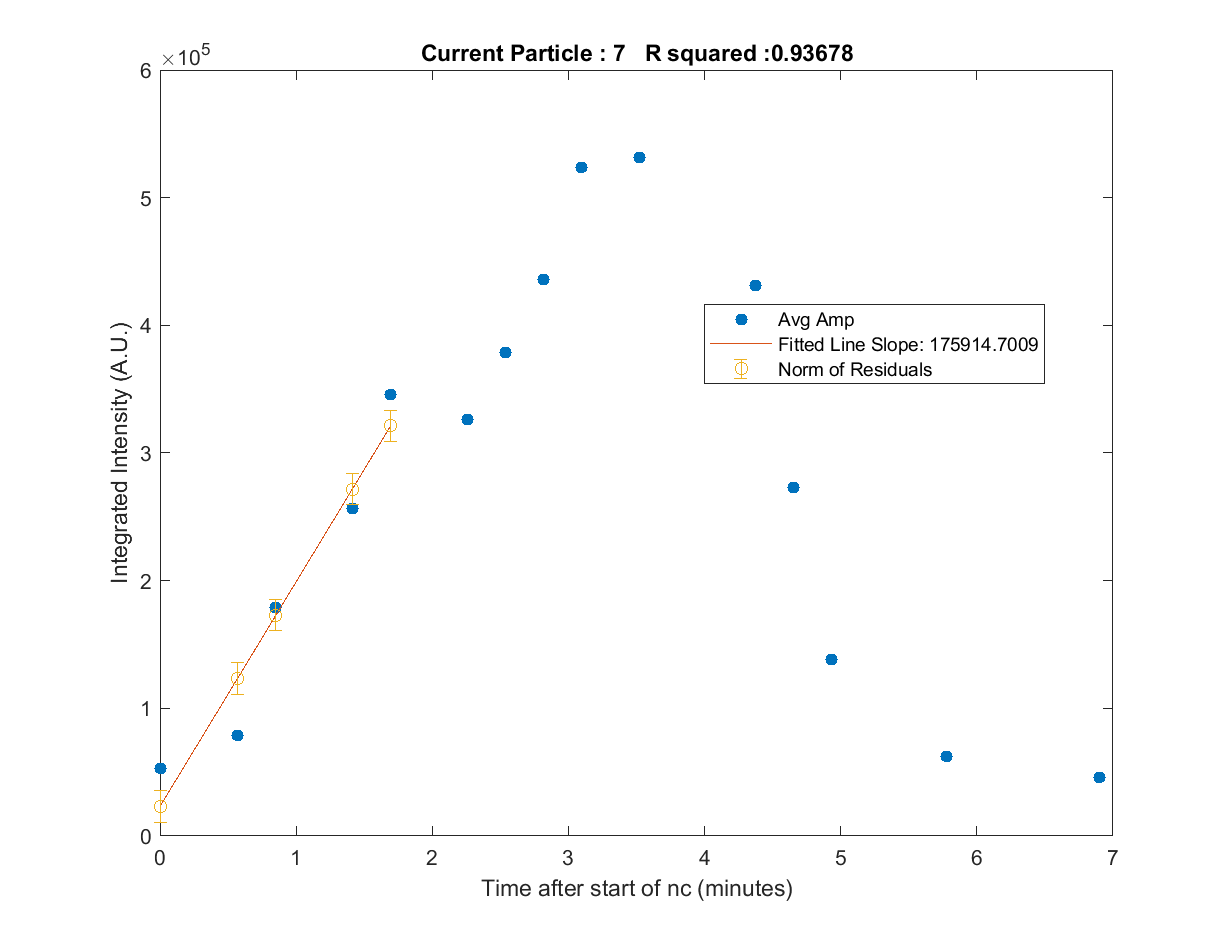 Current Particle : 7 R squared :0.93678
×10^5
6
5
4
3
2
1
0
Integrated Intensity (A.U.)
Avg Amp
Fitted Line Slope: 175914.7009
Norm of Residuals
0 1 2 3 4 5 6 7
Time after start of nc (minutes)